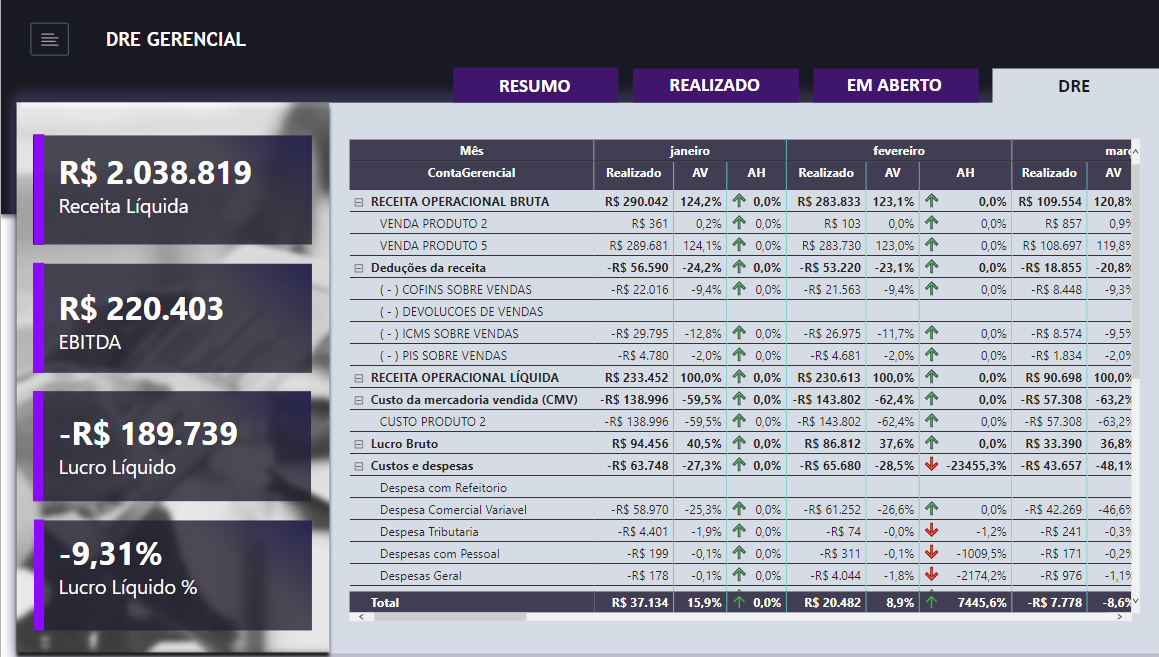 DRE GERENCIAL
RESUMO REALIZADO EM ABERTO DRE
R$ 2.038.819
Receita Líquida
R$ 220.403
EBITDA
-R$ 189.739
Lucro Líquido
-9,31%
Lucro Líquido %
Mês janeiro fevereiro març
ContaGerencial Realizado AV AH Realizado AV AH Realizado AV
RECEITA OPERACIONAL BRUTA R$ 290.042 124,2% 0,0% R$ 283.833 123,1% 0,0% R$ 109.554 120,8%
VENDA PRODUTO 2 R$ 361 0,2% 0,0% R$ 103 0,0% 0,0% R$ 857 0,9%
VENDA PRODUTO 5 R$ 289.681 124,1% 0,0% R$ 283.730 123,0% 0,0% R$ 108.697 119,8%
Deduções da receita -R$ 56.590 -24,2% 0,0% -R$ 53.220 -23,1% 0,0% -R$ 18.855 -20,8%
( - ) COFINS SOBRE VENDAS -R$ 22.016 -9,4% 0,0% -R$ 21.563 -9,4% 0,0% -R$ 8.448 -9,3%
( - ) DEVOLUCOES DE VENDAS
( - ) ICMS SOBRE VENDAS -R$ 29.795 -12,8% 0,0% -R$ 26.975 -11,7% 0,0% -R$ 8.574 -9,5%
( - ) PIS SOBRE VENDAS -R$ 4.780 -2,0% 0,0% -R$ 4.681 -2,0% 0,0% -R$ 1.834 -2,0%
RECEITA OPERACIONAL LÍQUIDA R$ 233.452 100,0% 0,0% R$ 230.613 100,0% 0,0% R$ 90.698 100,0%
Custo da mercadoria vendida (CMV) -R$ 138.996 -59,5% 0,0% -R$ 143.802 -62,4% 0,0% -R$ 57.308 -63,2%
CUSTO PRODUTO 2 -R$ 138.996 -59,5% 0,0% -R$ 143.802 -62,4% 0,0% -R$ 57.308 -63,2%
Lucro Bruto R$ 94.456 40,5% 0,0% R$ 86.812 37,6% 0,0% R$ 33.390 36,8%
Custos e despesas -R$ 63.748 -27,3% 0,0% -R$ 65.680 -28,5% -23455,3% -R$ 43.657 -48,1%
Despesa com Refeitorio
Despesa Comercial Variavel -R$ 58.970 -25,3% 0,0% -R$ 61.252 -26,6% 0,0% -R$ 42.269 -46,6%
Despesa Tributaria -R$ 4.401 -1,9% 0,0% -R$ 74 -0,0% -1,2% -R$ 241 -0,3%
Despesas com Pessoal -R$ 199 -0,1% 0,0% -R$ 311 -0,1% -1009,5% -R$ 171 -0,2%
Despesas Geral -R$ 178 -0,1% 0,0% -R$ 4.044 -1,8% -2174,2% -R$ 976 -1,1%
Total R$ 37.134 15,9% 0,0% R$ 20.482 8,9% 7445,6% -R$ 7.778 -8,6%